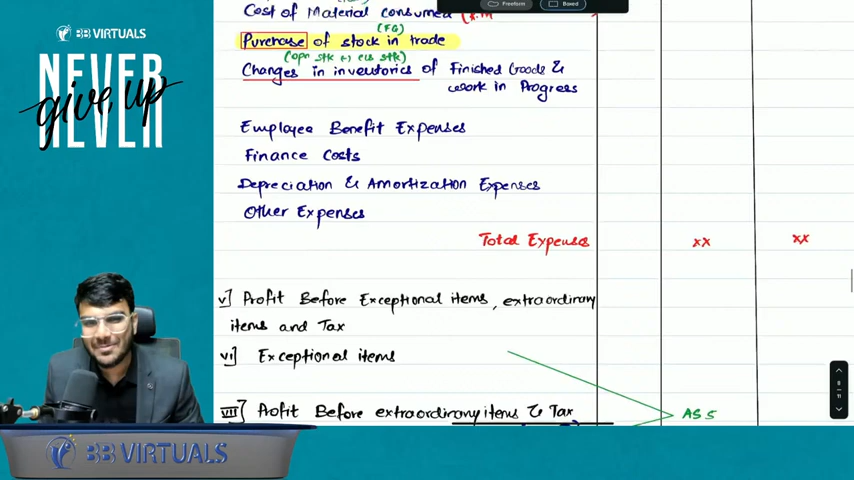 Freeform
Boxed
BB VIRTUALS
NEVER
give up
NEVER
Cost of Material consumed
(FG)
Purchase of stock in trade
(opn stk (-) cls stk)
Changes in inventories of Finished Goods &
work in Progress
Employee Benefit Expenses
Finance Costs
Depreciation & Amortization Expenses
Other Expenses
Total Expenses xx xx
V] Profit Before Exceptional items, extraordinary
items and Tax
VI] Exceptional items
VII] Profit Before extraordinary items & Tax
AS 5
BB VIRTUALS